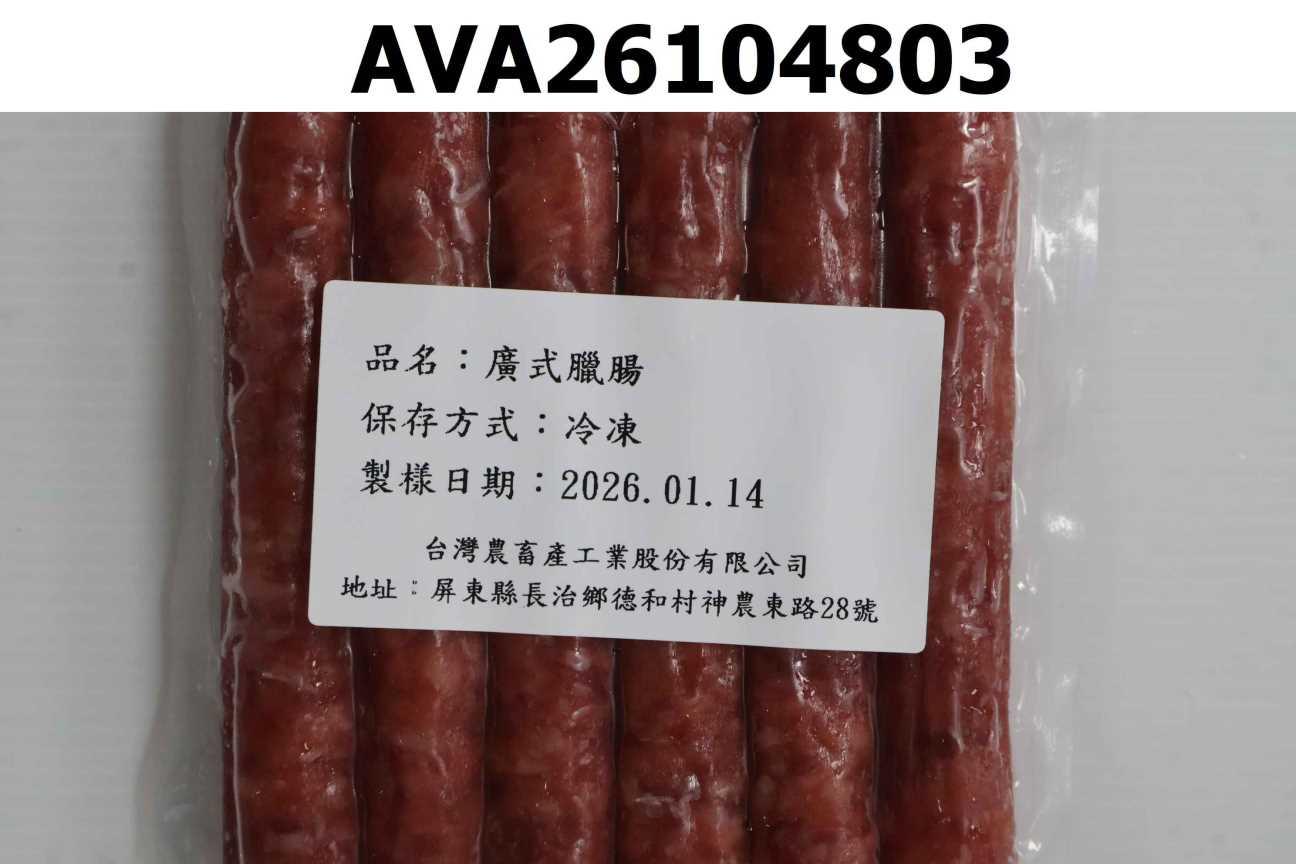 AVA26104803
品名：廣式臘腸
保存方式：冷凍
製樣日期：2026.01.14
台灣農畜產工業股份有限公司
地址：屏東縣長治鄉德和村神農東路28號